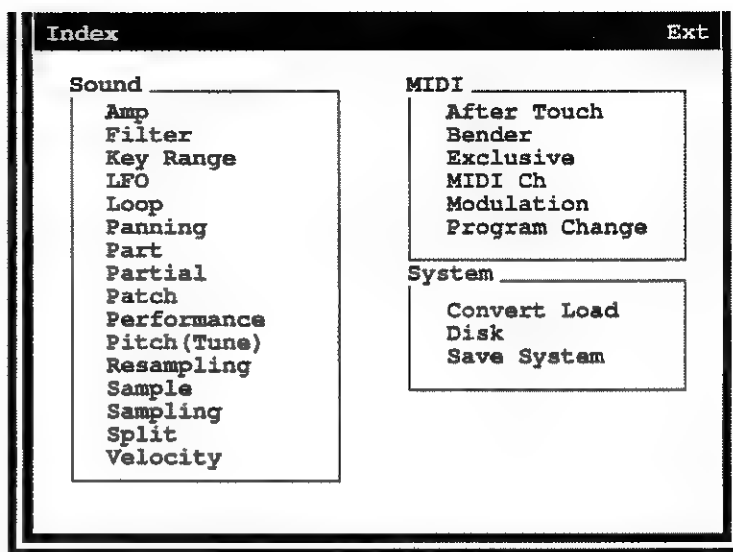 Index Ext
Sound
Amp
Filter
Key Range
LFO
Loop
Panning
Part
Partial
Patch
Performance
Pitch(Tune)
Resampling
Sample
Sampling
Split
Velocity
MIDI
After Touch
Bender
Exclusive
MIDI Ch
Modulation
Program Change
System
Convert Load
Disk
Save System